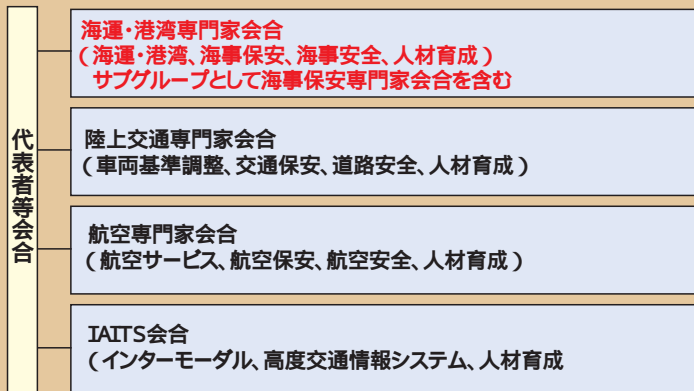 代表者等会合
海運・港湾専門家会合
(海運・港湾、海事保安、海事安全、人材育成)
サブグループとして海事保安専門家会合を含む
陸上交通専門家会合
(車両基準調整、交通保安、道路安全、人材育成)
航空専門家会合
(航空サービス、航空保安、航空安全、人材育成)
IAITS会合
(インターモーダル、高度交通情報システム、人材育成